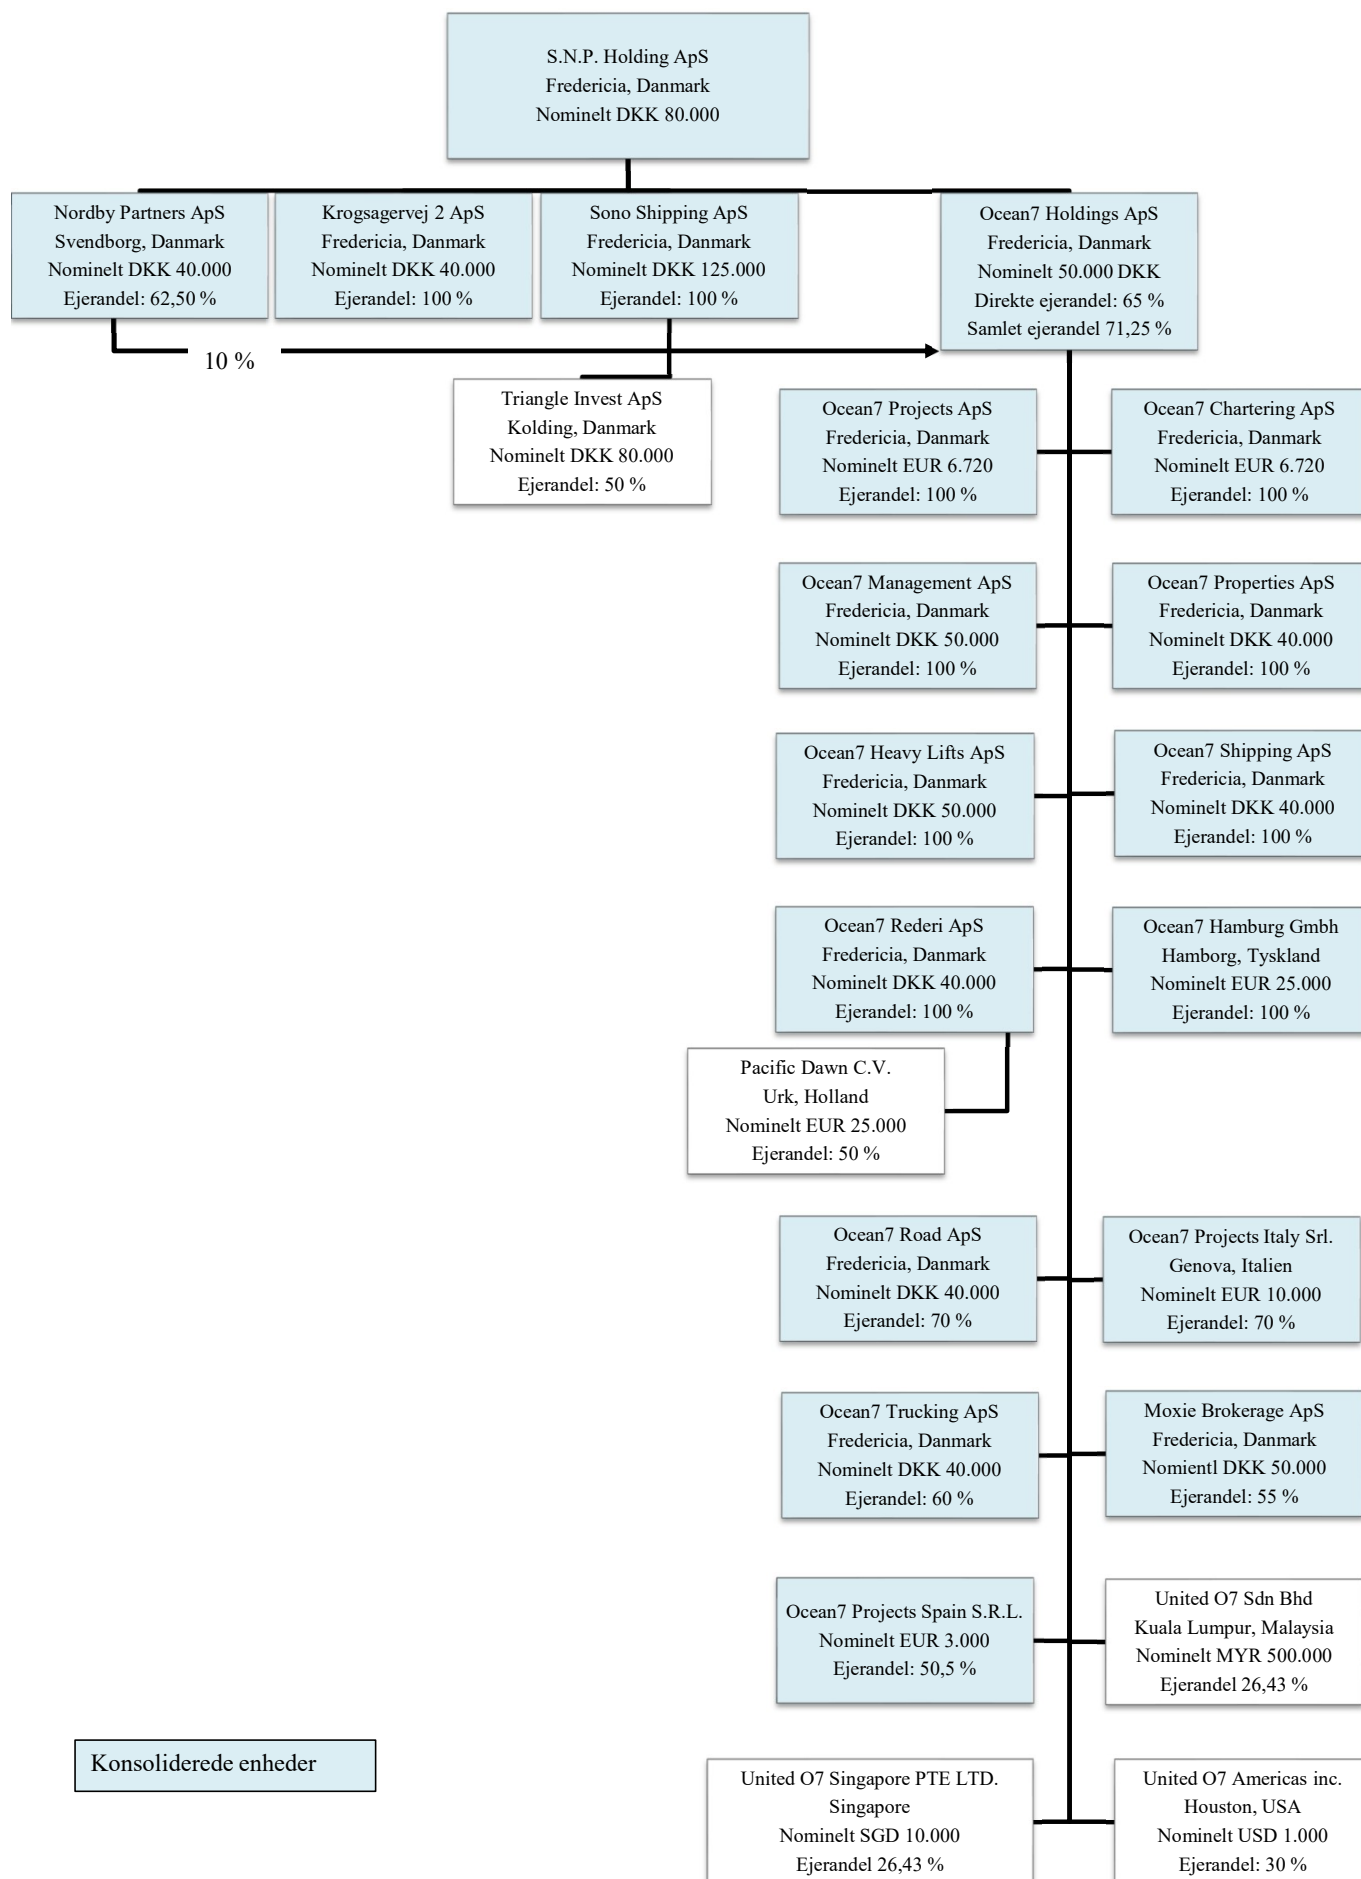 S.N.P. Holding ApS
Fredericia, Danmark
Nominelt DKK 80.000
Nordby Partners ApS
Svendborg, Danmark
Nominelt DKK 40.000
Ejerandel: 62,50 %
Krogsagervej 2 ApS
Fredericia, Danmark
Nominelt DKK 40.000
Ejerandel: 100 %
Sono Shipping ApS
Fredericia, Danmark
Nominelt DKK 125.000
Ejerandel: 100 %
Ocean7 Holdings ApS
Fredericia, Danmark
Nominelt 50.000 DKK
Direkte ejerandel: 65 %
Samlet ejerandel 71,25 %
10 %
Triangle Invest ApS
Kolding, Danmark
Nominelt DKK 80.000
Ejerandel: 50 %
Ocean7 Projects ApS
Fredericia, Danmark
Nominelt EUR 6.720
Ejerandel: 100 %
Ocean7 Chartering ApS
Fredericia, Danmark
Nominelt EUR 6.720
Ejerandel: 100 %
Ocean7 Management ApS
Fredericia, Danmark
Nominelt DKK 50.000
Ejerandel: 100 %
Ocean7 Properties ApS
Fredericia, Danmark
Nominelt DKK 40.000
Ejerandel: 100 %
Ocean7 Heavy Lifts ApS
Fredericia, Danmark
Nominelt DKK 50.000
Ejerandel: 100 %
Ocean7 Shipping ApS
Fredericia, Danmark
Nominelt DKK 40.000
Ejerandel: 100 %
Ocean7 Rederi ApS
Fredericia, Danmark
Nominelt DKK 40.000
Ejerandel: 100 %
Ocean7 Hamburg Gmbh
Hamborg, Tyskland
Nominelt EUR 25.000
Ejerandel: 100 %
Pacific Dawn C.V.
Urk, Holland
Nominelt EUR 25.000
Ejerandel: 50 %
Ocean7 Road ApS
Fredericia, Danmark
Nominelt DKK 40.000
Ejerandel: 70 %
Ocean7 Projects Italy Srl.
Genova, Italien
Nominelt EUR 10.000
Ejerandel: 70 %
Ocean7 Trucking ApS
Fredericia, Danmark
Nominelt DKK 40.000
Ejerandel: 60 %
Moxie Brokerage ApS
Fredericia, Danmark
Nomientl DKK 50.000
Ejerandel: 55 %
Ocean7 Projects Spain S.R.L.
Nominelt EUR 3.000
Ejerandel: 50,5 %
United O7 Sdn Bhd
Kuala Lumpur, Malaysia
Nominelt MYR 500.000
Ejerandel 26,43 %
Konsoliderede enheder
United O7 Singapore PTE LTD.
Singapore
Nominelt SGD 10.000
Ejerandel 26,43 %
United O7 Americas inc.
Houston, USA
Nominelt USD 1.000
Ejerandel: 30 %